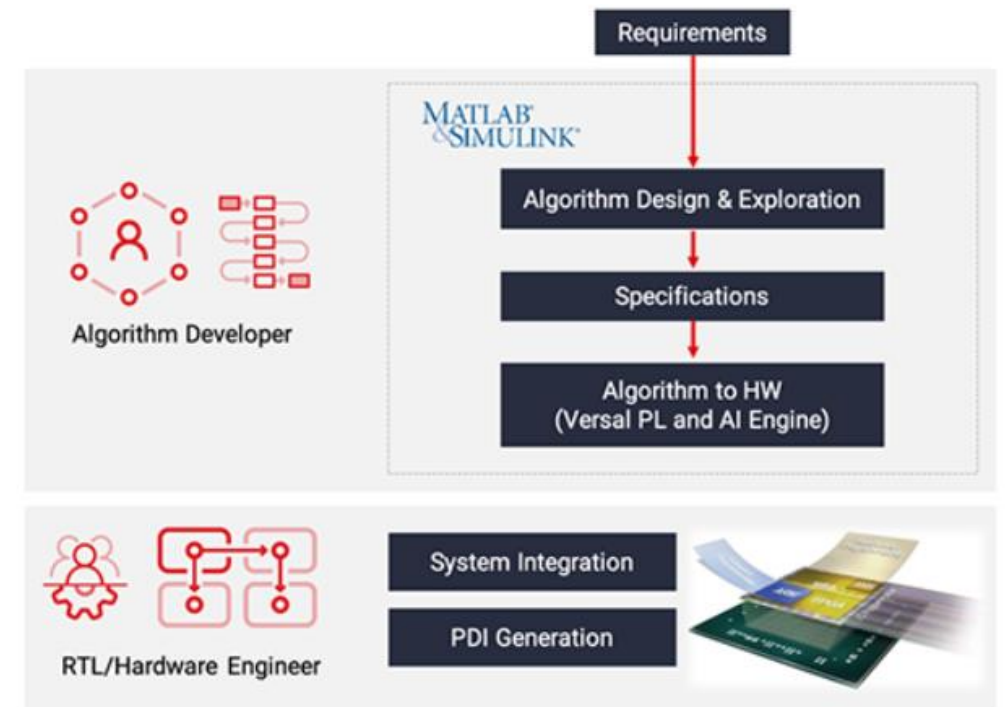 Requirements
MATLAB®
&SIMULINK®
Algorithm Design & Exploration
Specifications
Algorithm to HW
(Versal PL and AI Engine)
Algorithm Developer
System Integration
PDI Generation
RTL/Hardware Engineer